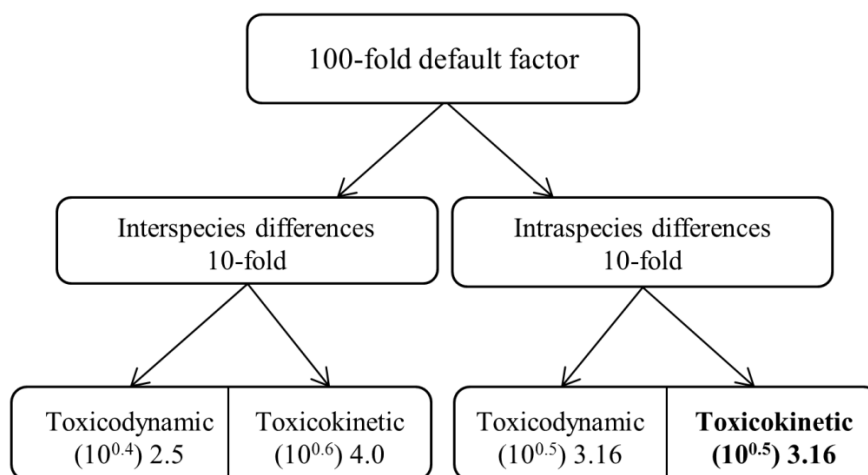 100-fold default factor
Interspecies differences
10-fold
Intraspecies differences
10-fold
Toxicodynamic
(10^0.4) 2.5
Toxicokinetic
(10^0.6) 4.0
Toxicodynamic
(10^0.5) 3.16
Toxicokinetic
(10^0.5) 3.16